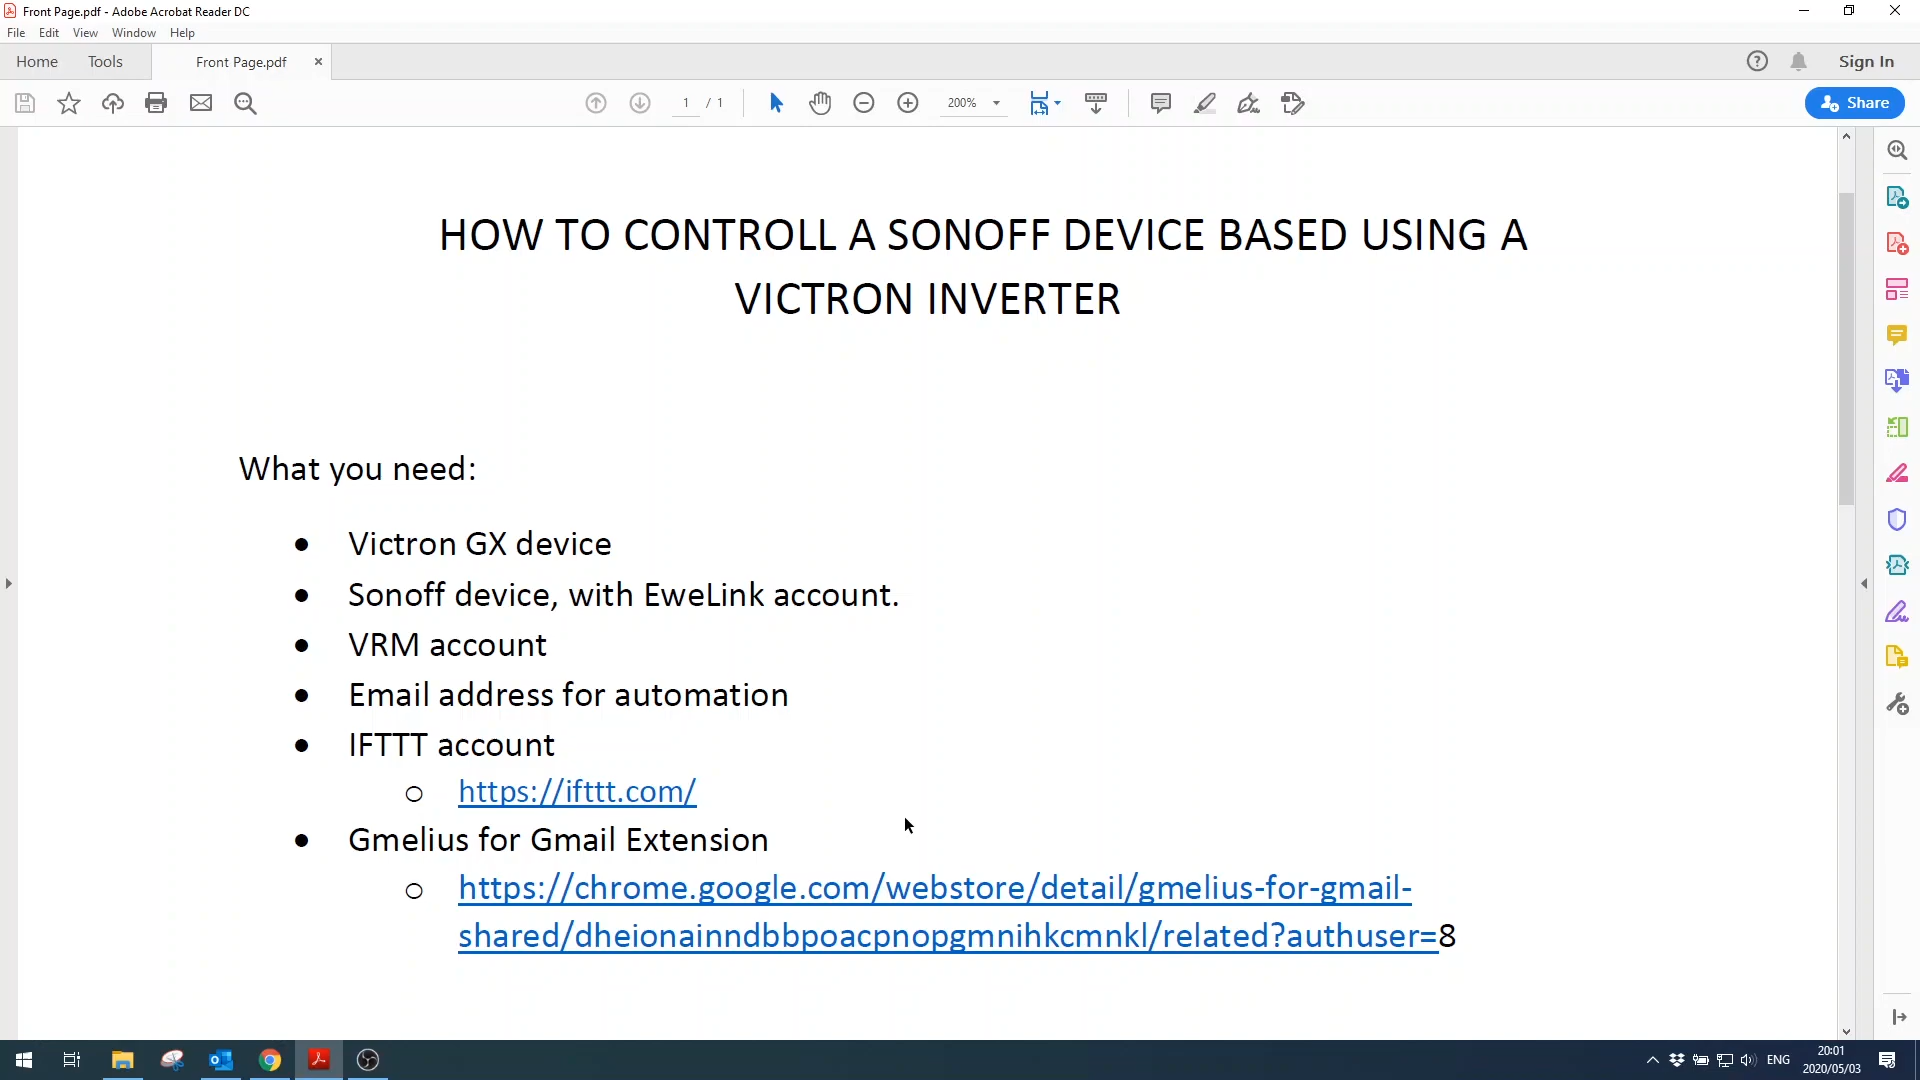 Front Page.pdf - Adobe Acrobat Reader DC
File Edit View Window Help
Home Tools Front Page.pdf × Sign In
1 / 1 200% Share
HOW TO CONTROLL A SONOFF DEVICE BASED USING A
VICTRON INVERTER
What you need:
• Victron GX device
• Sonoff device, with EweLink account.
• VRM account
• Email address for automation
• IFTTT account
o https://ifttt.com/
• Gmelius for Gmail Extension
o https://chrome.google.com/webstore/detail/gmelius-for-gmail-
shared/dheionainndbbpoacpnopgmnihkcmnkl/related?authuser=8
ENG 20:01
2020/05/03